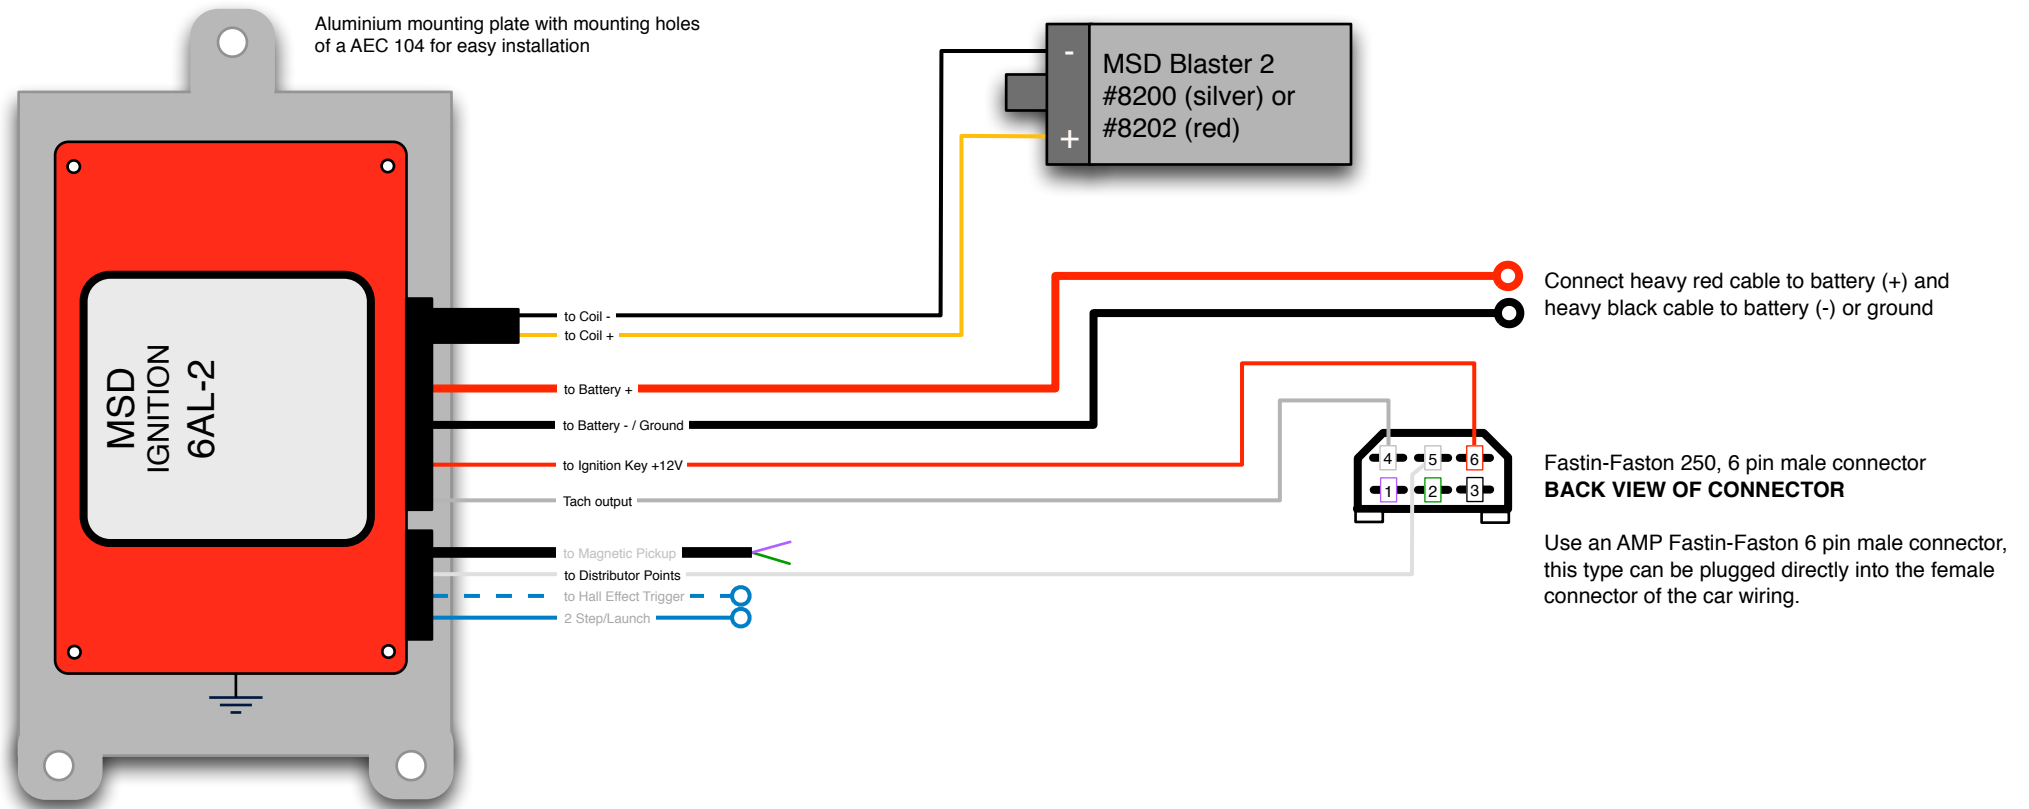 Aluminium mounting plate with mounting holes
of a AEC 104 for easy installation
-
+
MSD Blaster 2
#8200 (silver) or
#8202 (red)
MSD
IGNITION
6AL-2
to Coil -
to Coil +
to Battery +
to Battery - / Ground
to Ignition Key +12V
Tach output
to Magnetic Pickup
to Distributor Points
to Hall Effect Trigger
2 Step/Launch
Connect heavy red cable to battery (+) and
heavy black cable to battery (-) or ground
4 5 6
1 2 3
Fastin-Faston 250, 6 pin male connector
BACK VIEW OF CONNECTOR
Use an AMP Fastin-Faston 6 pin male connector,
this type can be plugged directly into the female
connector of the car wiring.